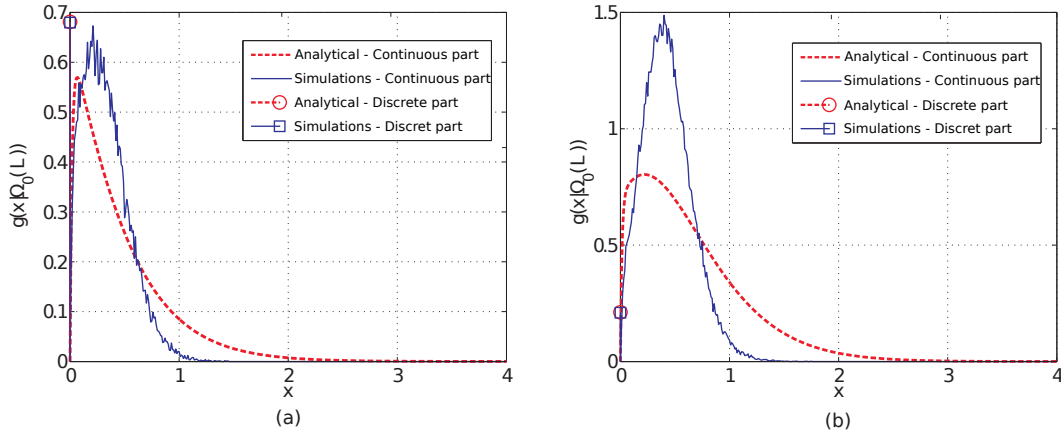 0.7
0.6
0.5
0.4
0.3
0.2
0.1
0
g(x|Ω₀(L))
Analytical - Continuous part
Simulations - Continuous part
Analytical - Discrete part
Simulations - Discret part
0 1 2 3 4
x
(a)
1.5
1
0.5
0
g(x|Ω₀(L))
Analytical - Continuous part
Simulations - Continuous part
Analytical - Discrete part
Simulations - Discret part
0 1 2 3 4
x
(b)